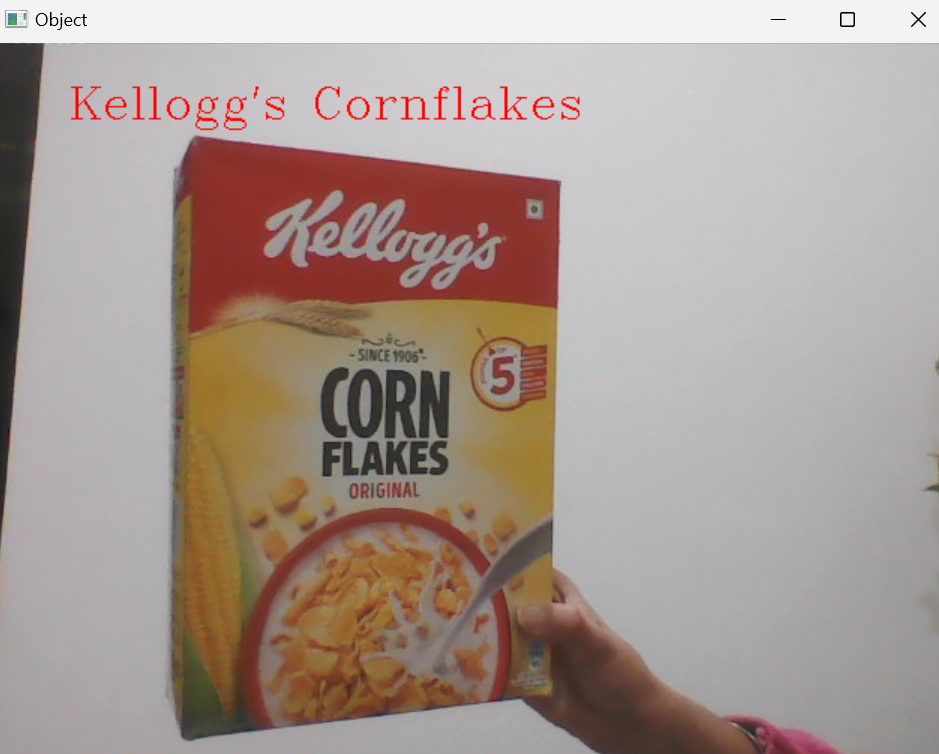 Object
Kellogg's Cornflakes
Kellogg's
- SINCE 1906 -
CORN
FLAKES
ORIGINAL
5